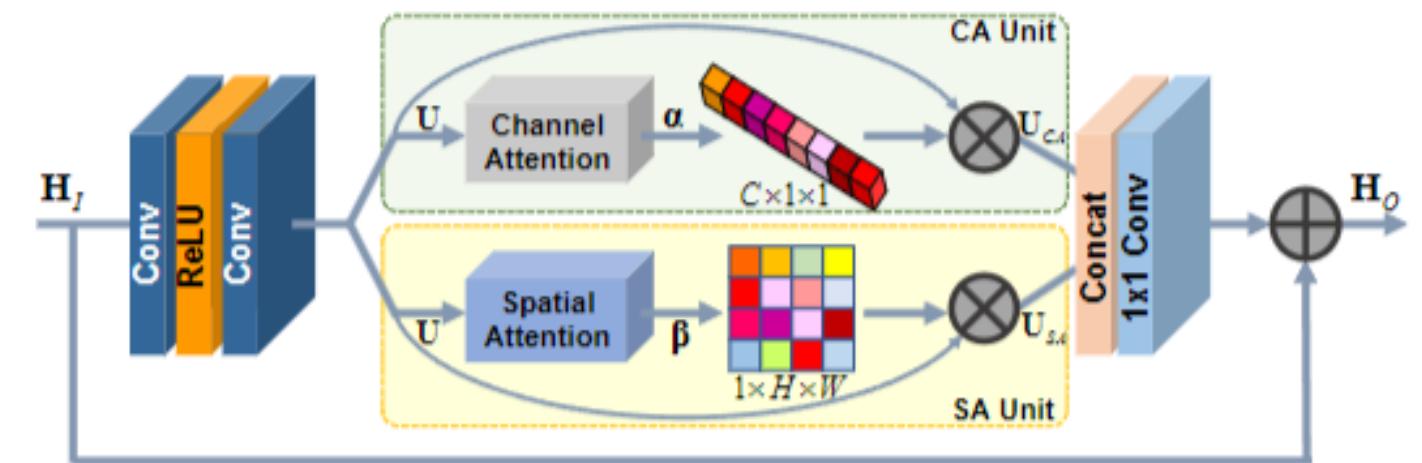 CA Unit
U
Channel
Attention
α
C×1×1
U_CA
H_I
Conv
ReLU
Conv
Concat
1x1 Conv
H_O
U
Spatial
Attention
β
1×H×W
U_SA
SA Unit